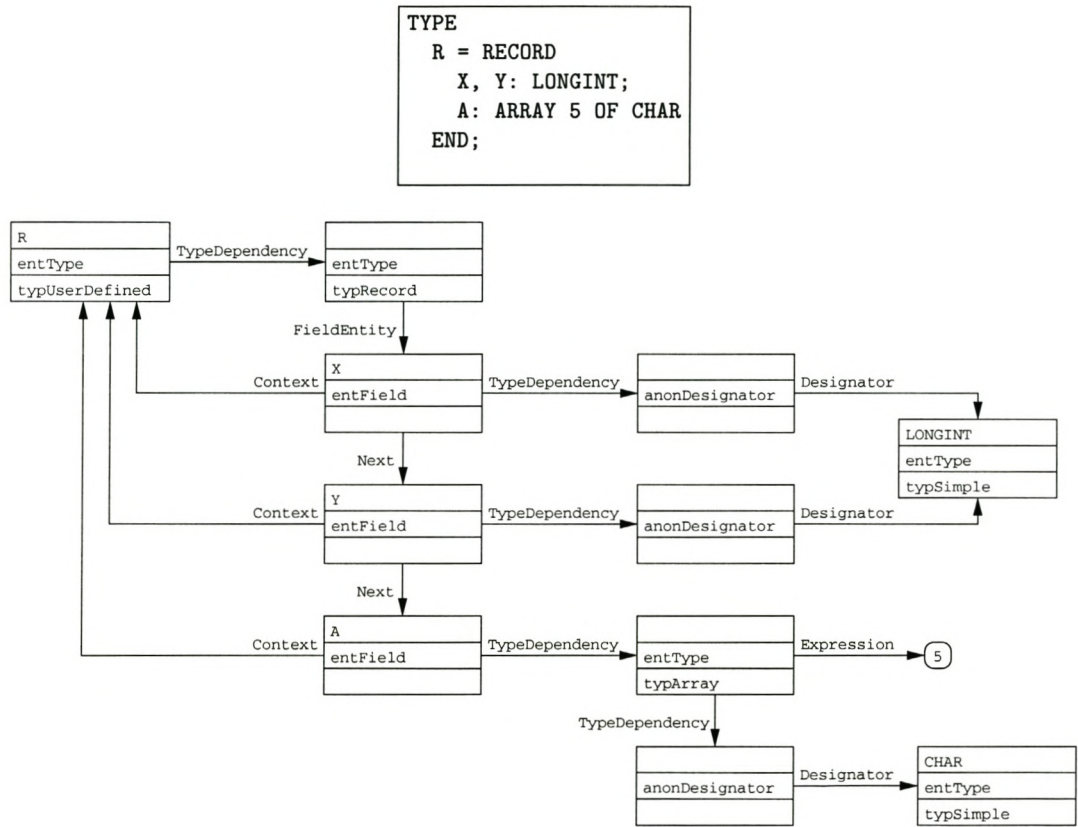 TYPE
R = RECORD
X, Y: LONGINT;
A: ARRAY 5 OF CHAR
END;
R
entType
typUserDefined
TypeDependency
entType
typRecord
FieldEntity
Context
X
entField
TypeDependency
anonDesignator
Designator
LONGINT
entType
typSimple
Next
Context
Y
entField
TypeDependency
anonDesignator
Designator
Next
Context
A
entField
TypeDependency
entType
typArray
Expression
5
TypeDependency
anonDesignator
Designator
CHAR
entType
typSimple